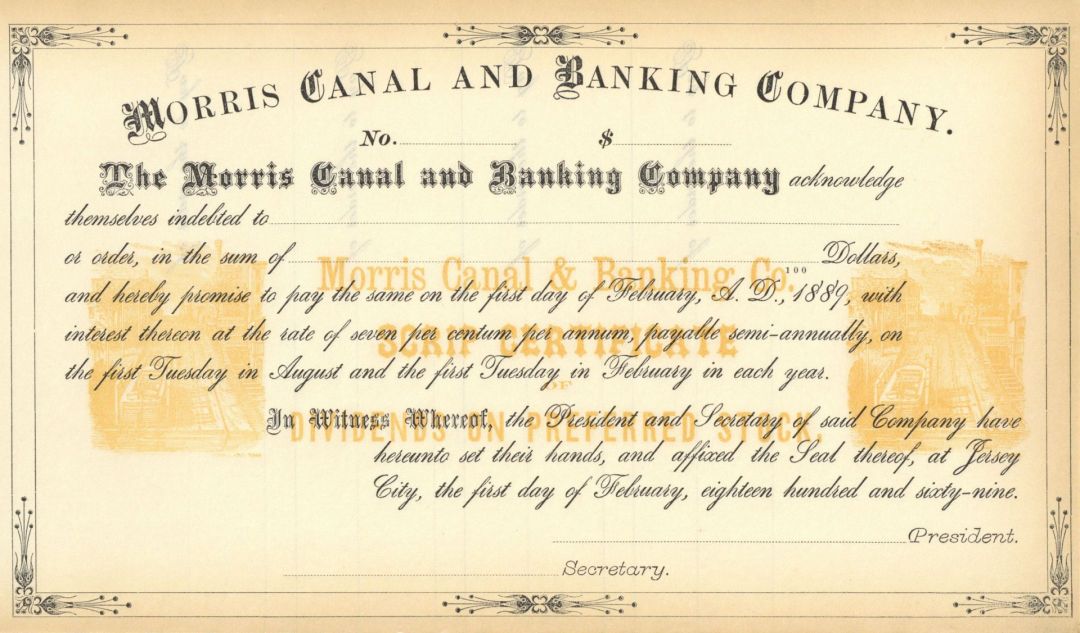 Morris Canal and Banking Company.
No. $
The Morris Canal and Banking Company acknowledge
themselves indebted to
or order, in the sum of Dollars,
100
Morris Canal & Banking Co.
and hereby promise to pay the same on the first day of February, A. D., 1889, with
interest thereon at the rate of seven per centum per annum, payable semi-annually, on
SCRIP CERTIFICATE
the first Tuesday in August and the first Tuesday in February in each year.
OF
In Witness Whereof, the President and Secretary of said Company have
DIVIDENDS ON PREFERRED STOCK
hereunto set their hands, and affixed the Seal thereof, at Jersey
City, the first day of February, eighteen hundred and sixty-nine.
President.
Secretary.